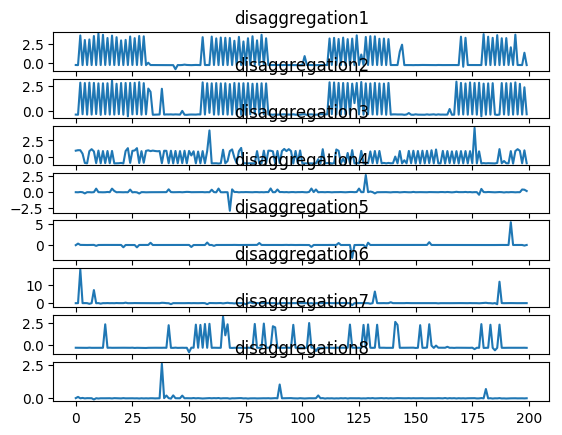 disaggregation1
2.5
0.0
disaggregation2
2.5
0.0
disaggregation3
2.5
0.0
disaggregation4
2.5
0.0
−2.5
disaggregation5
5
0
disaggregation6
10
0
disaggregation7
2.5
0.0
disaggregation8
2.5
0.0
0 25 50 75 100 125 150 175 200